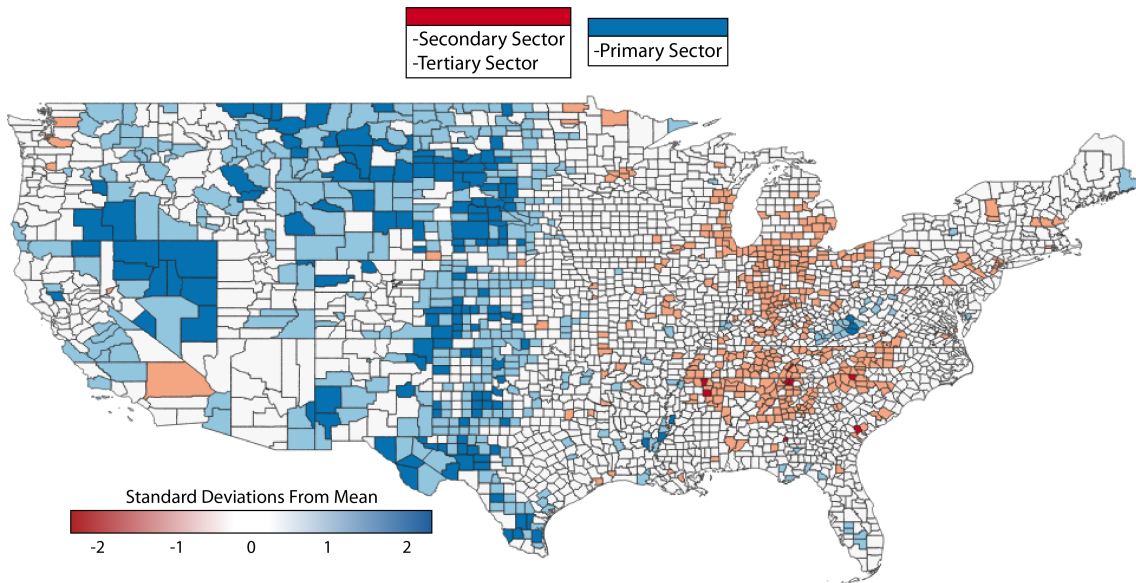 -Secondary Sector
-Tertiary Sector
-Primary Sector
Standard Deviations From Mean
-2 -1 0 1 2